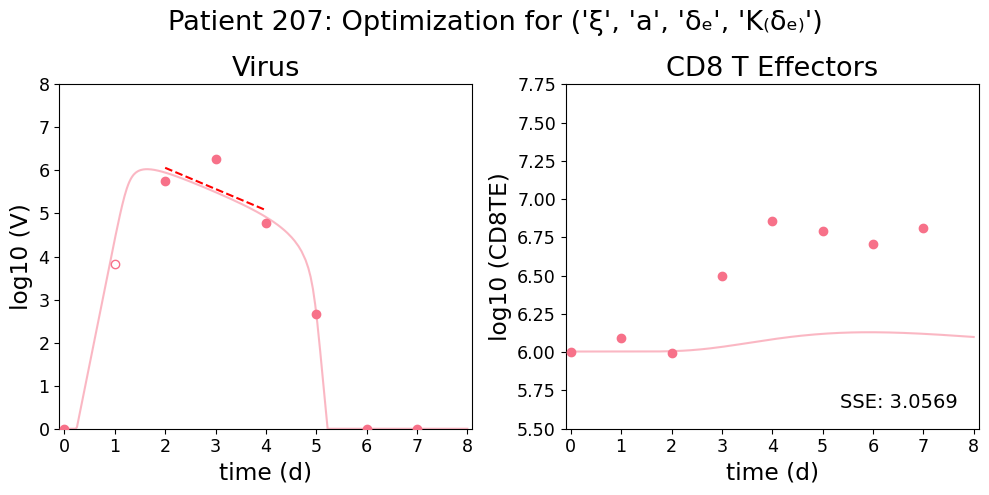 Patient 207: Optimization for ('ξ', 'a', 'δₑ', 'K₍δₑ₎')
Virus
CD8 T Effectors
log10 (V)
8
7
6
5
4
3
2
1
0
0 1 2 3 4 5 6 7 8
time (d)
log10 (CD8TE)
7.75
7.50
7.25
7.00
6.75
6.50
6.25
6.00
5.75
5.50
SSE: 3.0569
0 1 2 3 4 5 6 7 8
time (d)